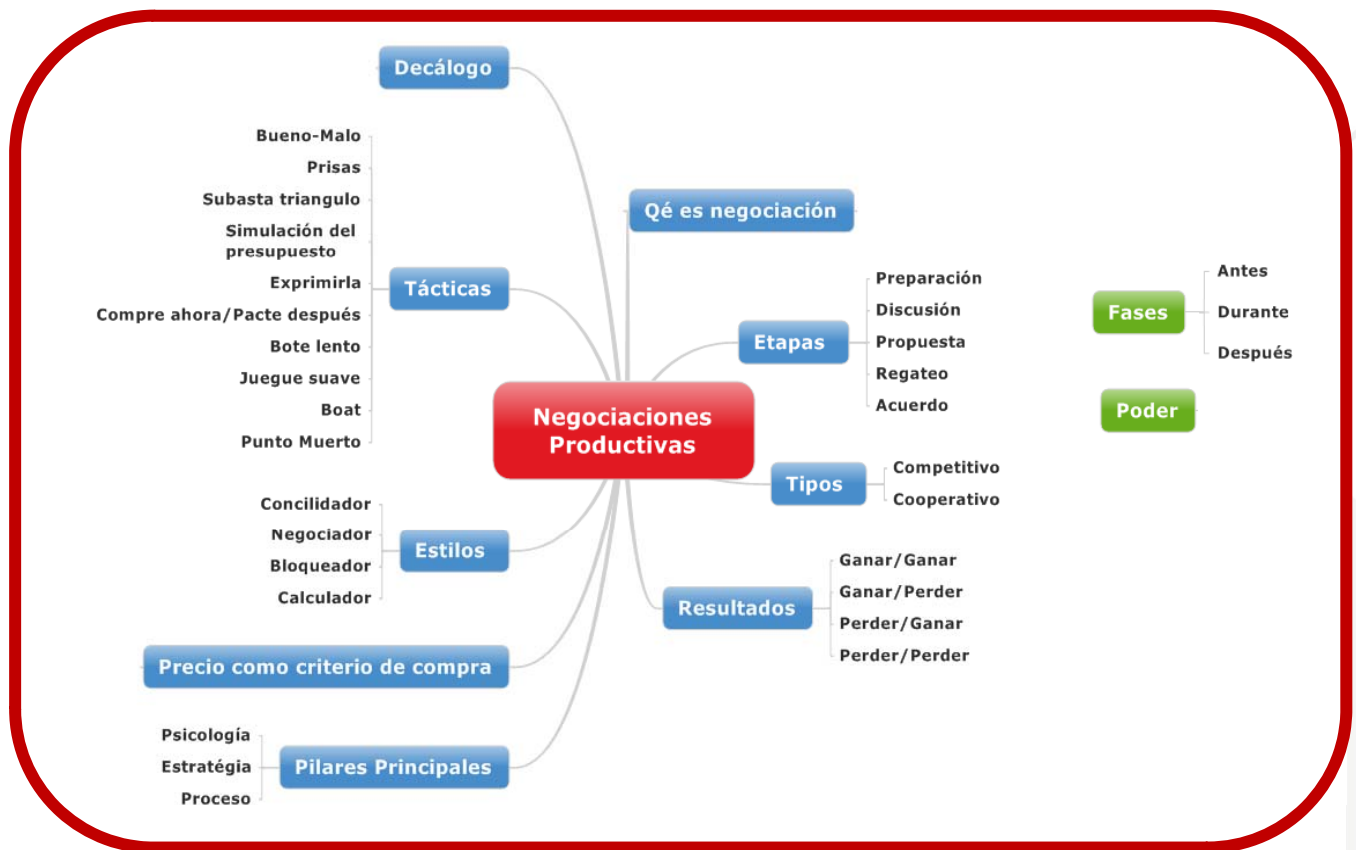 Decálogo
Bueno-Malo
Prisas
Subasta triangulo
Simulación del
presupuesto
Exprimirla
Compre ahora/Pacte después
Bote lento
Juegue suave
Boat
Punto Muerto
Tácticas
Concilidador
Negociador
Bloqueador
Calculador
Estilos
Precio como criterio de compra
Psicología
Estratégia
Proceso
Pilares Principales
Negociaciones
Productivas
Qé es negociación
Etapas
Preparación
Discusión
Propuesta
Regateo
Acuerdo
Tipos
Competitivo
Cooperativo
Resultados
Ganar/Ganar
Ganar/Perder
Perder/Ganar
Perder/Perder
Fases
Antes
Durante
Después
Poder